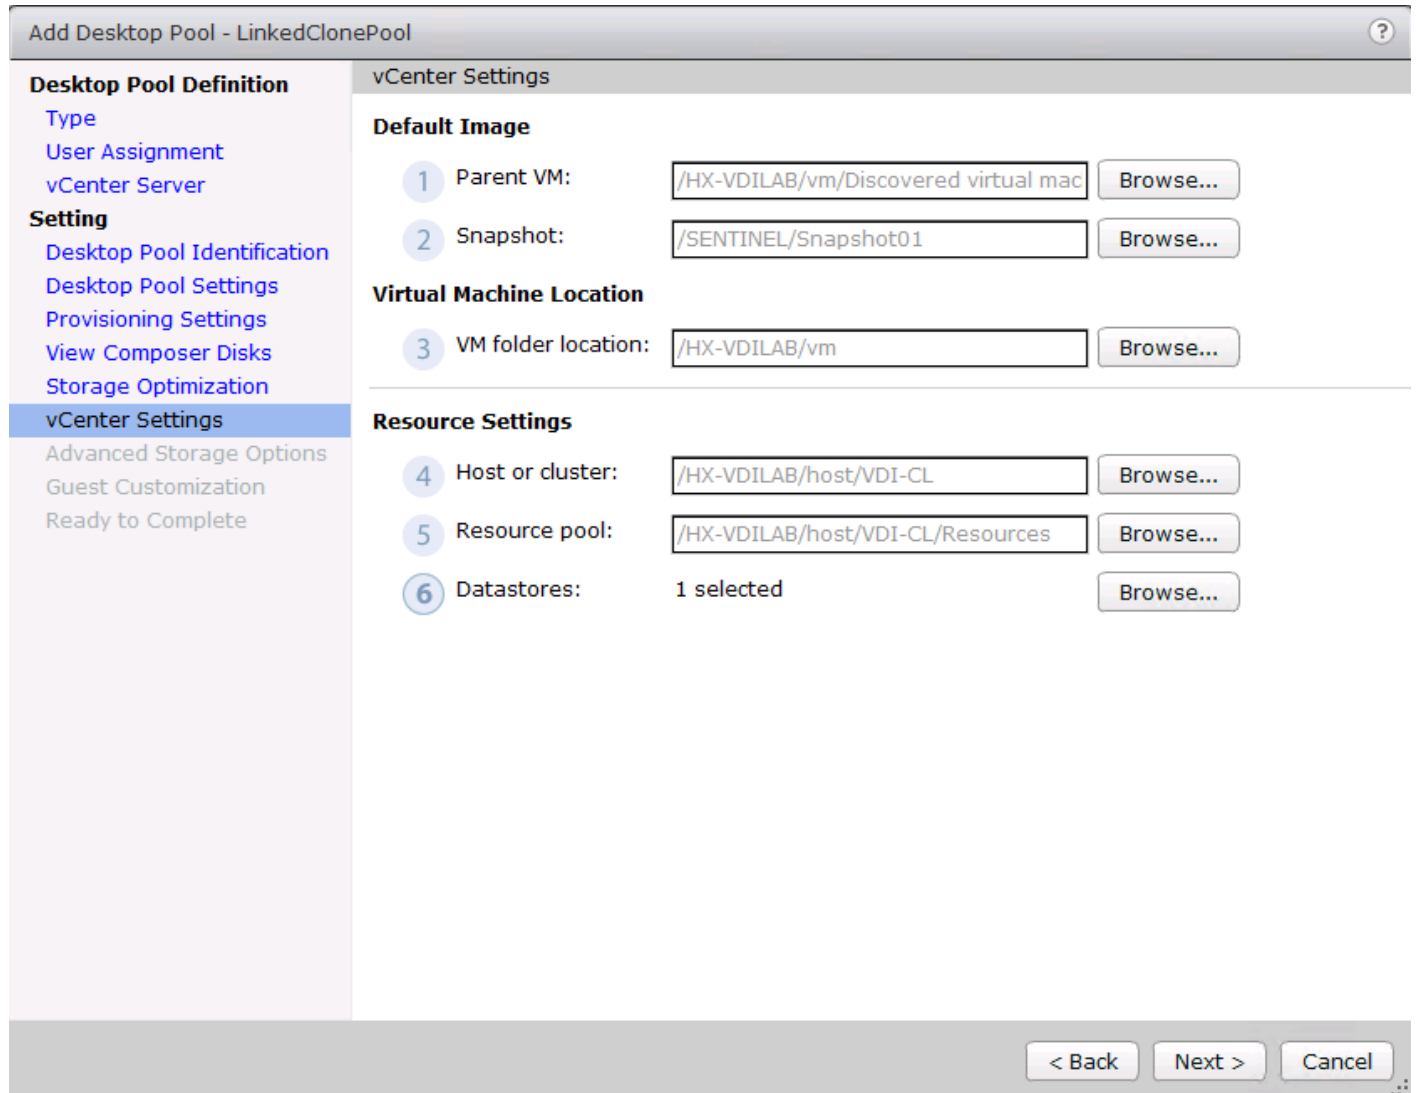 Add Desktop Pool - LinkedClonePool
?
Desktop Pool Definition
Type
User Assignment
vCenter Server
Setting
Desktop Pool Identification
Desktop Pool Settings
Provisioning Settings
View Composer Disks
Storage Optimization
vCenter Settings
Advanced Storage Options
Guest Customization
Ready to Complete
vCenter Settings
Default Image
1 Parent VM: /HX-VDILAB/vm/Discovered virtual mac Browse...
2 Snapshot: /SENTINEL/Snapshot01 Browse...
Virtual Machine Location
3 VM folder location: /HX-VDILAB/vm Browse...
Resource Settings
4 Host or cluster: /HX-VDILAB/host/VDI-CL Browse...
5 Resource pool: /HX-VDILAB/host/VDI-CL/Resources Browse...
6 Datastores: 1 selected Browse...
< Back Next > Cancel